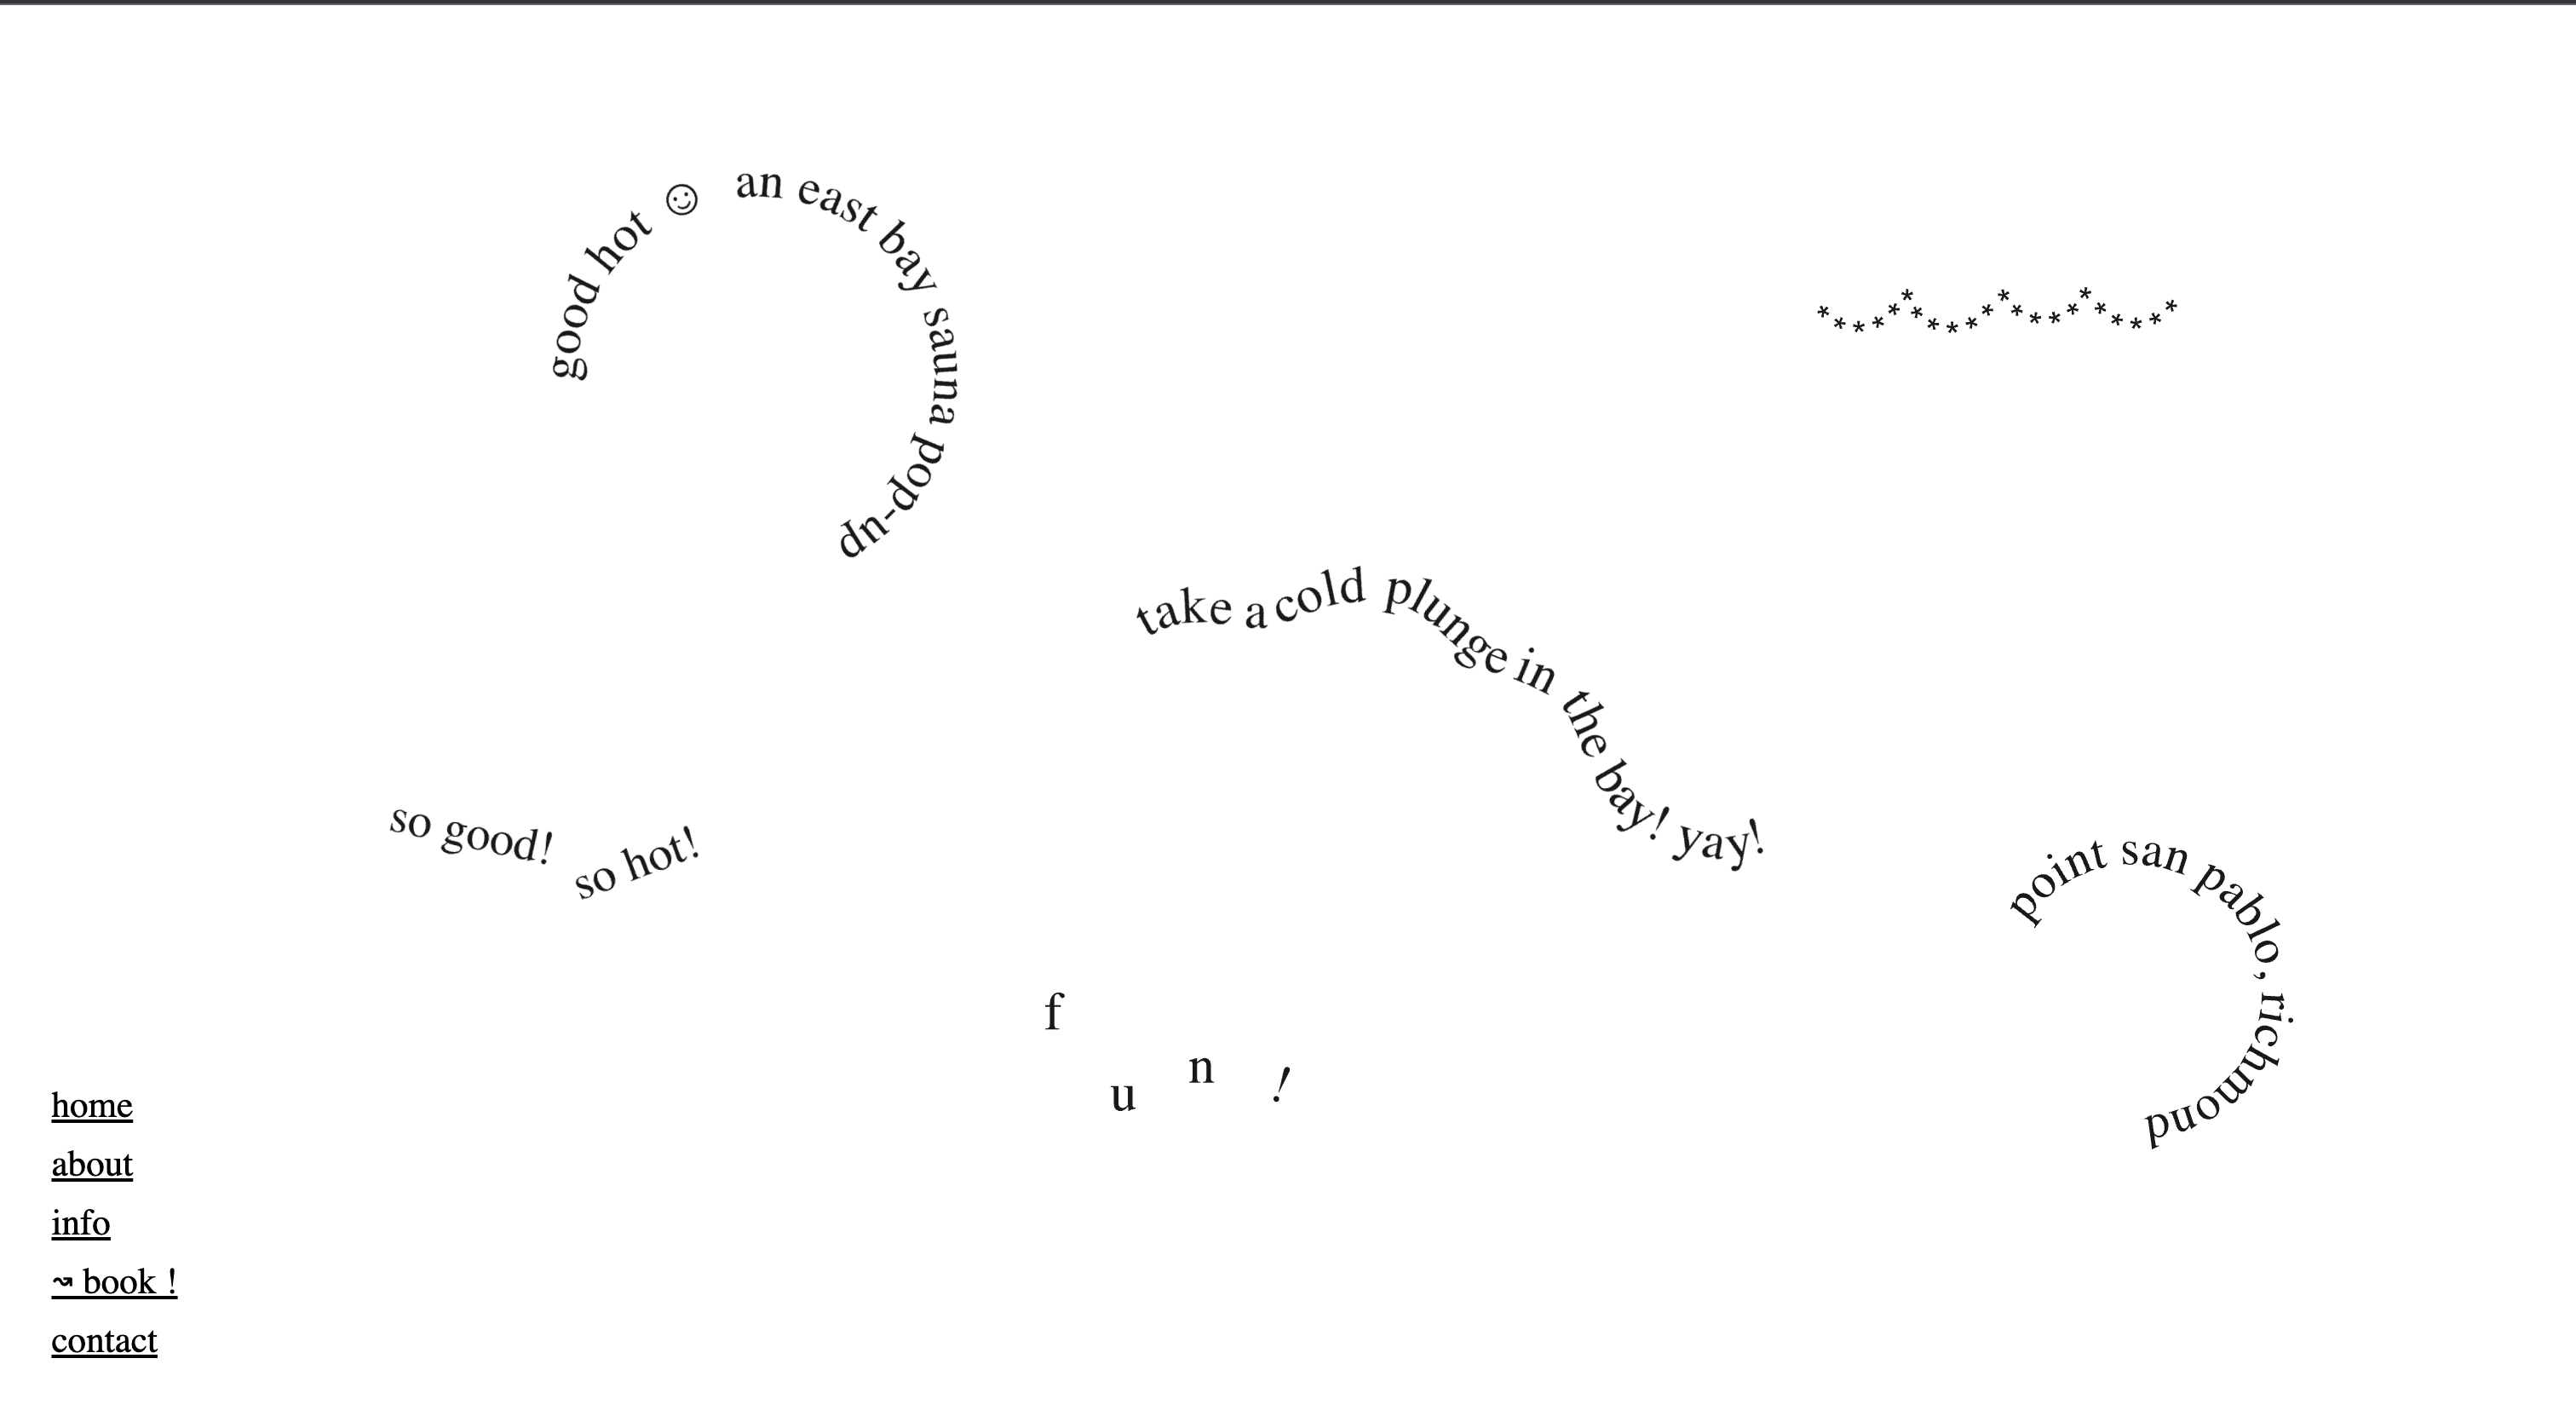 good hot ☺ an east bay sauna pop-up
*********************
take a cold plunge in the bay! yay!
so good! so hot!
point san pablo, richmond
f u n !
home
about
info
↝ book !
contact